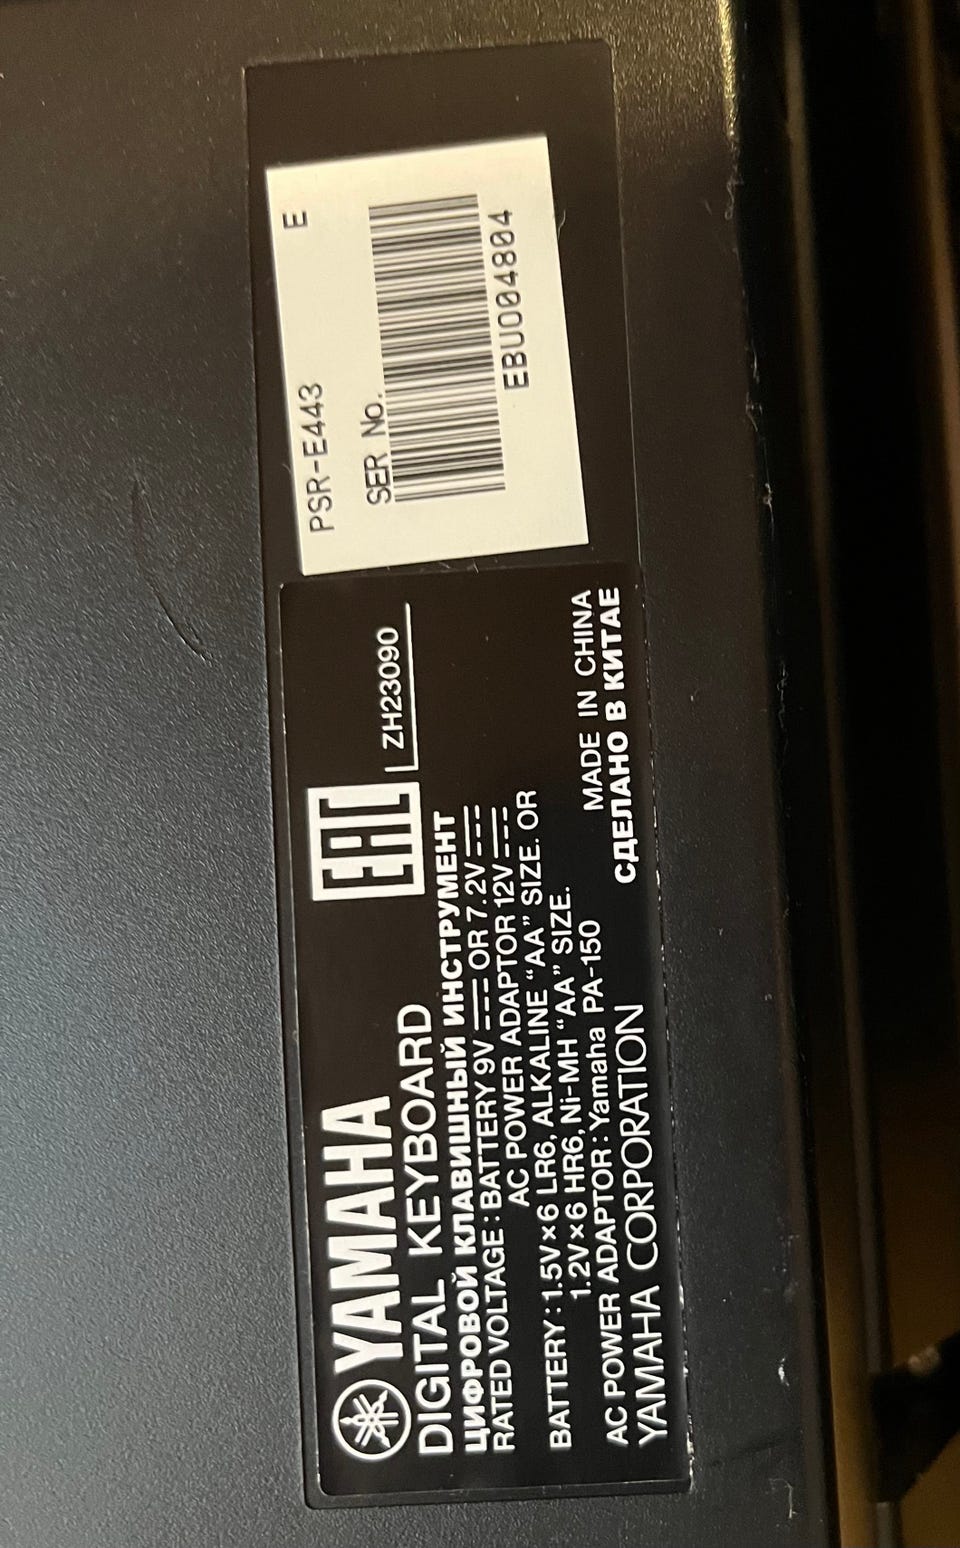 YAMAHA
DIGITAL KEYBOARD
EAC
ZH23090
ЦИФРОВОЙ КЛАВИШНЫЙ ИНСТРУМЕНТ
RATED VOLTAGE : BATTERY 9V ⎓ OR 7.2V ⎓
AC POWER ADAPTOR 12V ⎓
BATTERY : 1.5V×6 LR6, ALKALINE “AA” SIZE. OR
1.2V×6 HR6, Ni-MH “AA” SIZE.
AC POWER ADAPTOR : Yamaha PA-150
MADE IN CHINA
YAMAHA CORPORATION
СДЕЛАНО В КИТАЕ
PSR-E443 E
SER No.
EBUO04804